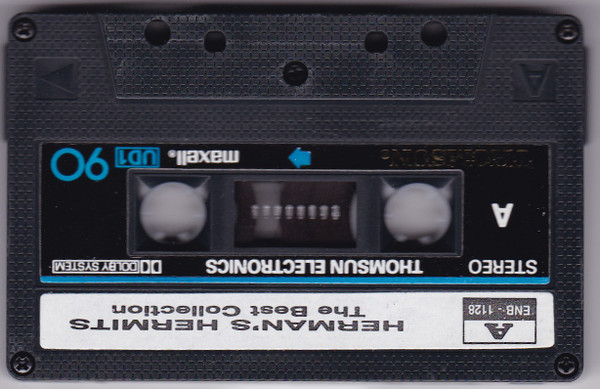 A
ENB - 1128
HERMAN'S HERMITS
The Best Collection
STEREO
THOMSUN ELECTRONICS
DOLBY SYSTEM
A
maxell.
UD1
90
A